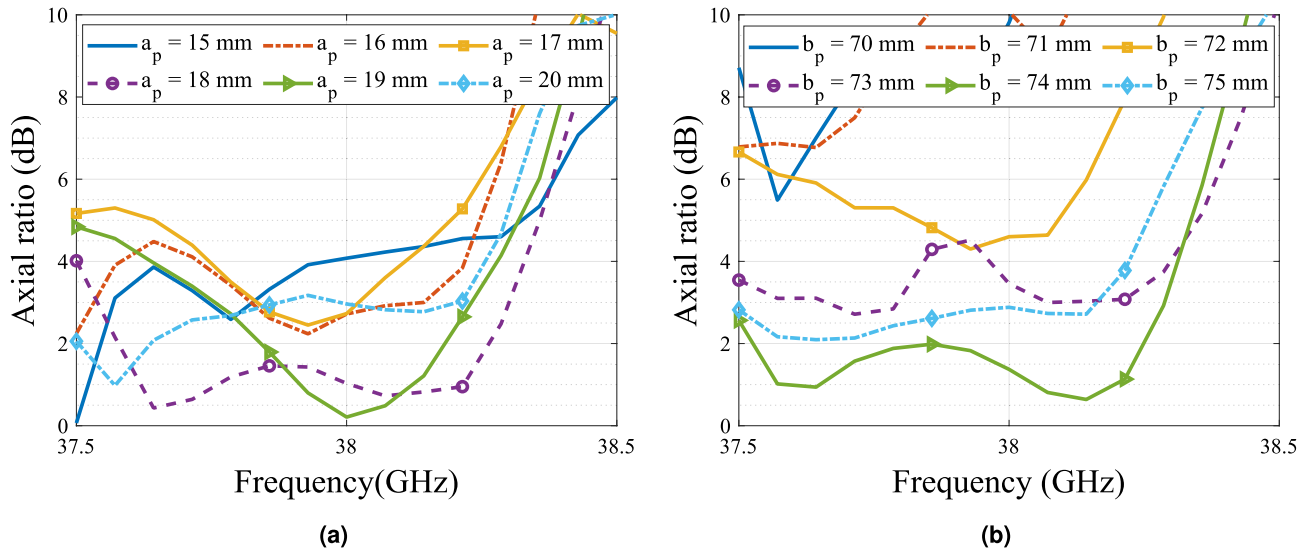 10
8
6
4
2
0
Axial ratio (dB)
a_p = 15 mm a_p = 16 mm a_p = 17 mm
a_p = 18 mm a_p = 19 mm a_p = 20 mm
37.5 38 38.5
Frequency(GHz)
(a)
10
8
6
4
2
0
Axial ratio (dB)
b_p = 70 mm b_p = 71 mm b_p = 72 mm
b_p = 73 mm b_p = 74 mm b_p = 75 mm
37.5 38 38.5
Frequency (GHz)
(b)